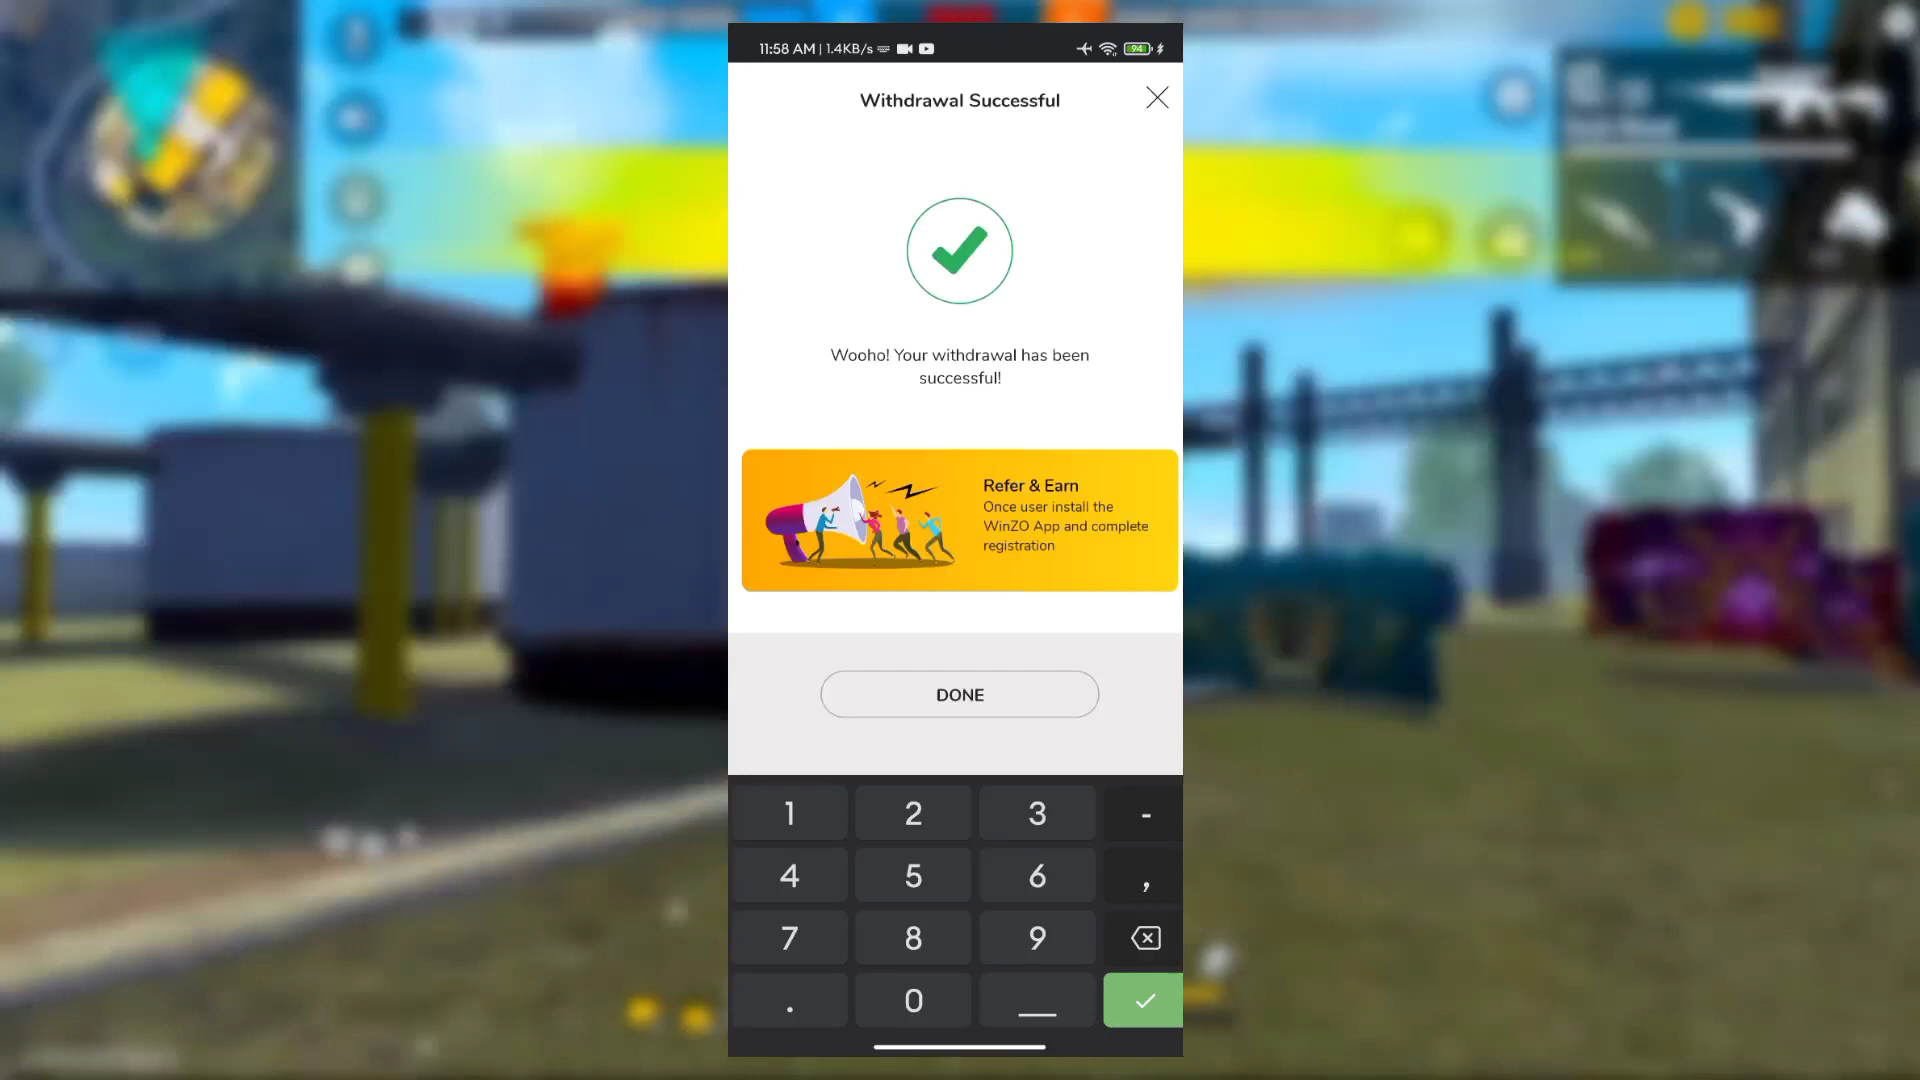 11:58 AM | 1.4KB/s
94
Withdrawal Successful
Wooho! Your withdrawal has been
successful!
Refer & Earn
Once user install the
WinZO App and complete
registration
DONE
1 2 3 -
4 5 6 ,
7 8 9
. 0